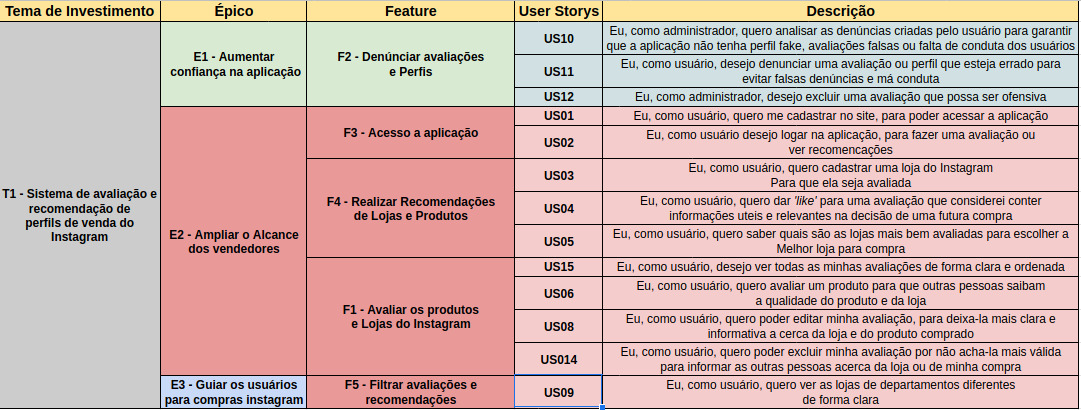 Tema de Investimento
Épico
Feature
User Storys
Descrição
T1 - Sistema de avaliação e
recomendação de
perfis de venda do
Instagram
E1 - Aumentar
confiança na aplicação
F2 - Denúnciar avaliações
e Perfis
US10
Eu, como administrador, quero analisar as denúncias criadas pelo usuário para garantir
que a aplicação não tenha perfil fake, avaliações falsas ou falta de conduta dos usuários
US11
Eu, como usuário, desejo denunciar uma avaliação ou perfil que esteja errado para
evitar falsas denúncias e má conduta
US12
Eu, como administrador, desejo excluir uma avaliação que possa ser ofensiva
E2 - Ampliar o Alcance
dos vendedores
F3 - Acesso a aplicação
US01
Eu, como usuário, quero me cadastrar no site, para poder acessar a aplicação
US02
Eu, como usuário desejo logar na aplicação, para fazer uma avaliação ou
ver recomencações
F4 - Realizar Recomendações
de Lojas e Produtos
US03
Eu, como usuário, quero cadastrar uma loja do Instagram
Para que ela seja avaliada
US04
Eu, como usuário, quero dar 'like' para uma avaliação que considerei conter
informações uteis e relevantes na decisão de uma futura compra
US05
Eu, como usuário, quero saber quais são as lojas mais bem avaliadas para escolher a
Melhor loja para compra
F1 - Avaliar os produtos
e Lojas do Instagram
US15
Eu, como usuário, desejo ver todas as minhas avaliações de forma clara e ordenada
US06
Eu, como usuário, quero avaliar um produto para que outras pessoas saibam
a qualidade do produto e da loja
US08
Eu, como usuário, quero poder editar minha avaliação, para deixa-la mais clara e
informativa a cerca da loja e do produto comprado
US014
Eu, como usuário, quero poder excluir minha avaliação por não acha-la mais válida
para informar as outras pessoas acerca da loja ou de minha compra
E3 - Guiar os usuários
para compras instagram
F5 - Filtrar avaliações e
recomendações
US09
Eu, como usuário, quero ver as lojas de departamentos diferentes
de forma clara